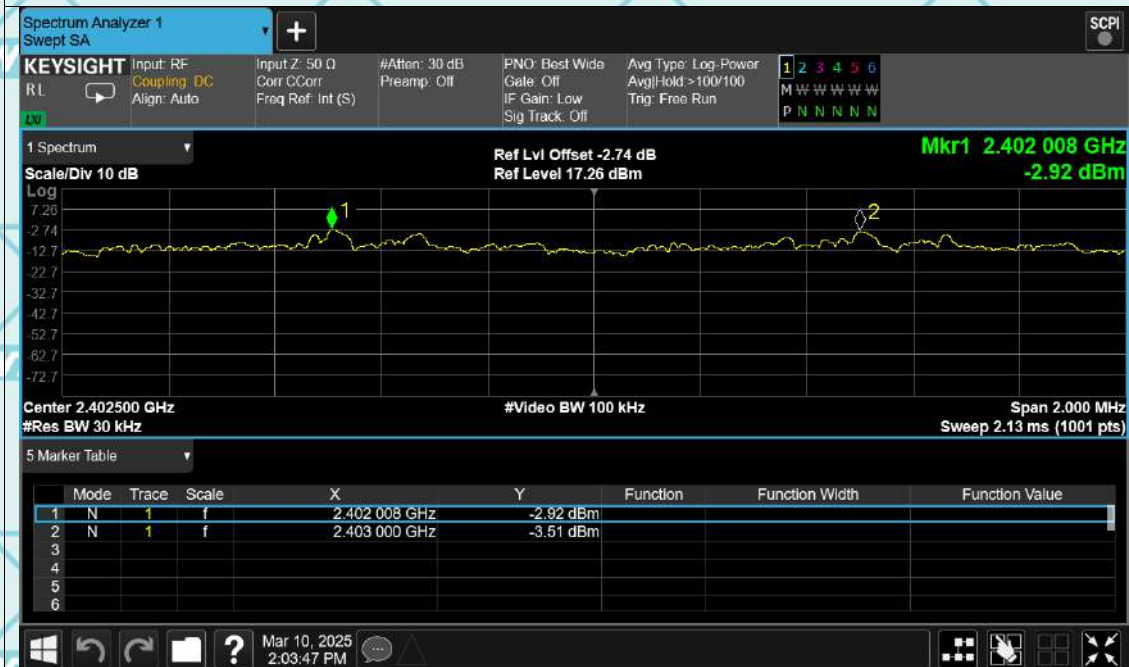 Spectrum Analyzer 1
Swept SA
+
SCPI
KEYSIGHT
RL
LXI
Input: RF
Coupling: DC
Align: Auto
Input Z: 50 Ω
Corr CCorr
Freq Ref: Int (S)
#Atten: 30 dB
Preamp: Off
PNO: Best Wide
Gate: Off
IF Gain: Low
Sig Track: Off
Avg Type: Log-Power
Avg|Hold:>100/100
Trig: Free Run
1 2 3 4 5 6
M W W W W W
P N N N N N
1 Spectrum
Scale/Div 10 dB
Ref Lvl Offset -2.74 dB
Ref Level 17.26 dBm
Mkr1 2.402 008 GHz
-2.92 dBm
Log
7.26
-2.74
-12.7
-22.7
-32.7
-42.7
-52.7
-62.7
-72.7
1
2
Center 2.402500 GHz
#Res BW 30 kHz
#Video BW 100 kHz
Span 2.000 MHz
Sweep 2.13 ms (1001 pts)
5 Marker Table
Mode Trace Scale X Y Function Function Width Function Value
1 N 1 f 2.402 008 GHz -2.92 dBm
2 N 1 f 2.403 000 GHz -3.51 dBm
3
4
5
6
?
Mar 10, 2025
2:03:47 PM